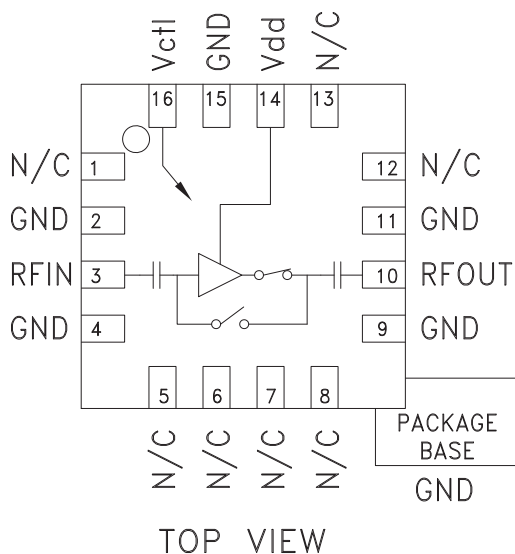 Vctl GND Vdd N/C
16 15 14 13
N/C 1 12 N/C
GND 2 11 GND
RFIN 3 10 RFOUT
GND 4 9 GND
5 6 7 8
N/C N/C N/C N/C
PACKAGE
BASE
GND
TOP VIEW